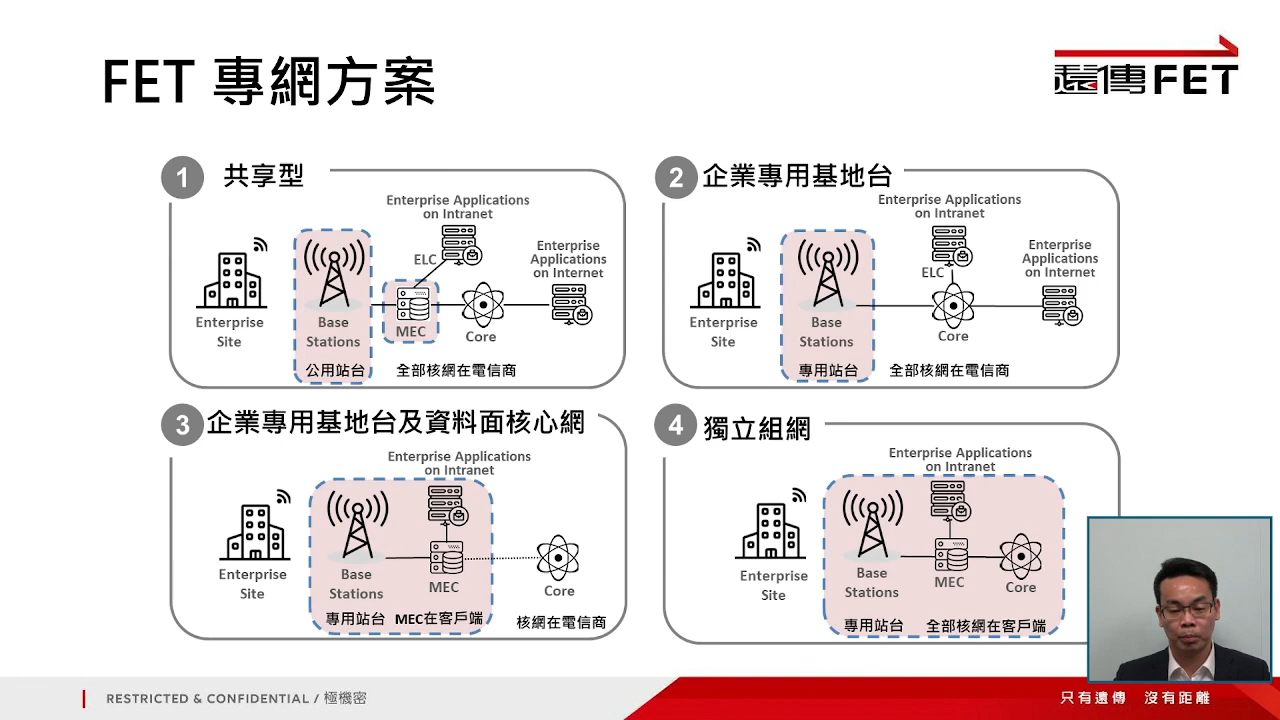 FET 專網方案
遠傳FET
1 共享型
Enterprise Applications
on Intranet
ELC
Enterprise
Applications
on Internet
Enterprise
Site
Base
Stations
MEC
Core
公用站台
全部核網在電信商
2 企業專用基地台
Enterprise Applications
on Intranet
ELC
Enterprise
Applications
on Internet
Enterprise
Site
Base
Stations
Core
專用站台
全部核網在電信商
3 企業專用基地台及資料面核心網
Enterprise Applications
on Intranet
Enterprise
Site
Base
Stations
MEC
Core
專用站台
MEC在客戶端
核網在電信商
4 獨立組網
Enterprise Applications
on Intranet
Enterprise
Site
Base
Stations
MEC
Core
專用站台
全部核網在客戶端
RESTRICTED & CONFIDENTIAL / 極機密
只有遠傳 沒有距離